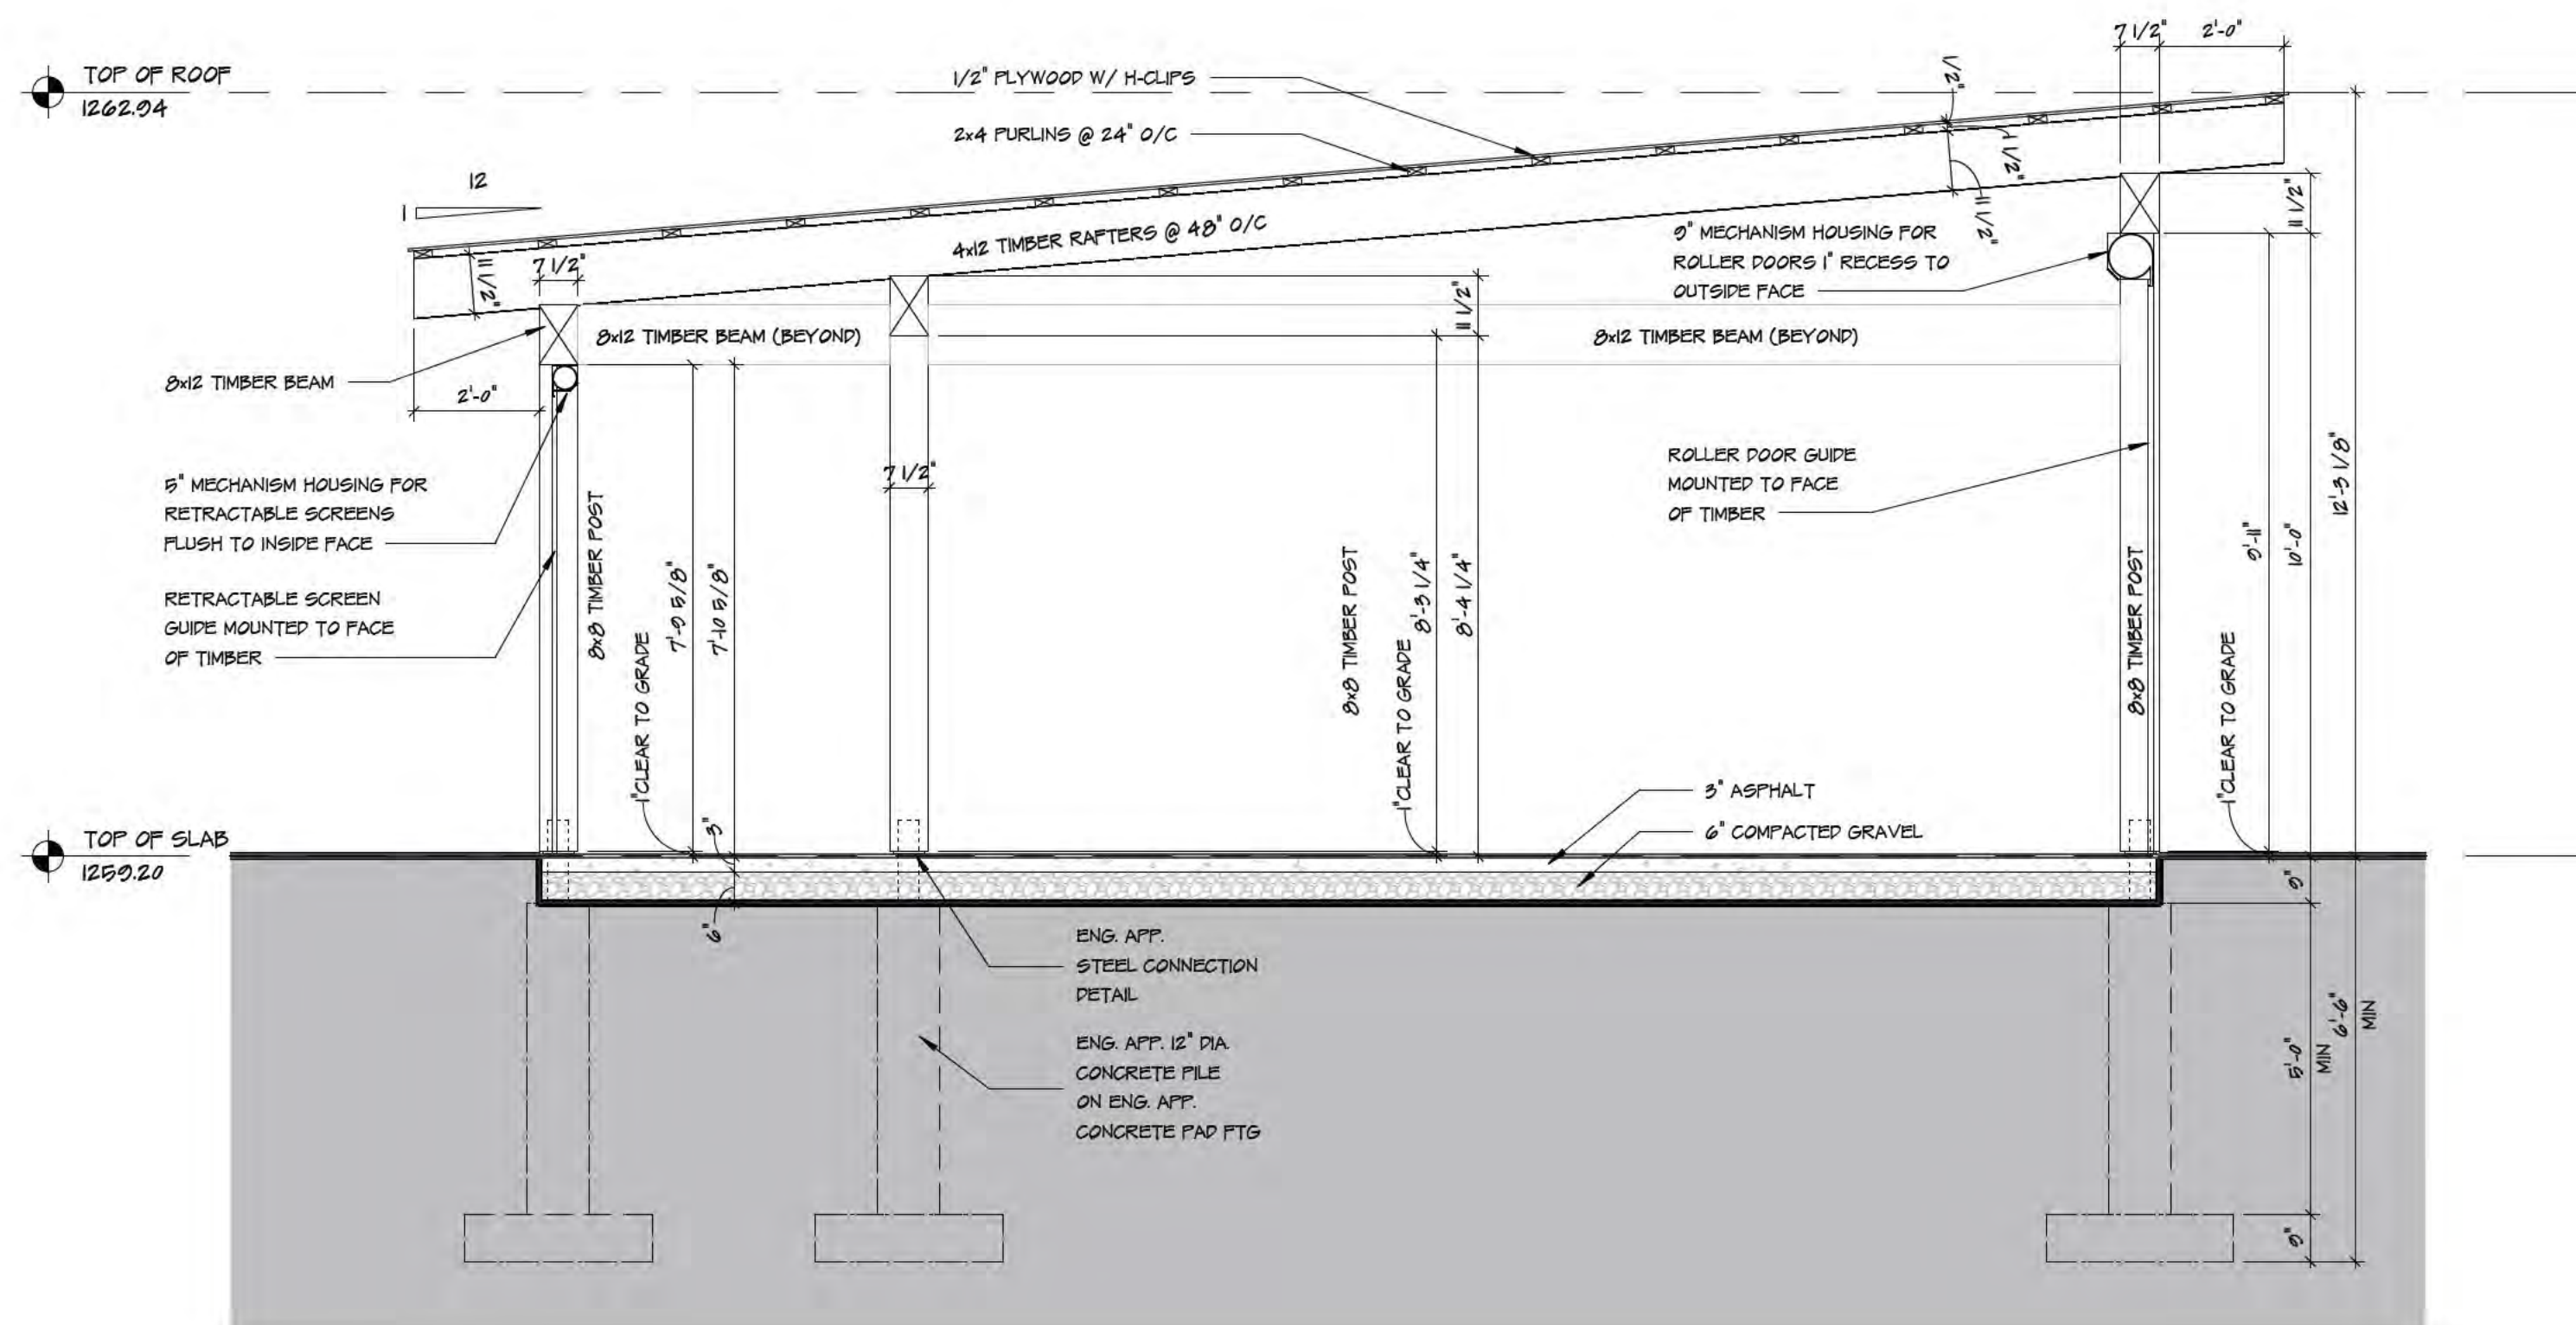 7 1/2"
2'-0"
TOP OF ROOF
1262.94
1/2" PLYWOOD W/ H-CLIPS
1/2"
2x4 PURLINS @ 24" O/C
1 1/2"
12
1
4x12 TIMBER RAFTERS @ 48" O/C
11 1/2"
11 1/2"
9" MECHANISM HOUSING FOR
ROLLER DOORS 1" RECESS TO
OUTSIDE FACE
7 1/2"
11 1/2"
11 1/2"
8x12 TIMBER BEAM (BEYOND)
8x12 TIMBER BEAM (BEYOND)
8x12 TIMBER BEAM
2'-0"
5" MECHANISM HOUSING FOR
RETRACTABLE SCREENS
FLUSH TO INSIDE FACE
7 1/2"
ROLLER DOOR GUIDE
MOUNTED TO FACE
OF TIMBER
12'-3 1/8"
9'-11"
10'-0"
RETRACTABLE SCREEN
GUIDE MOUNTED TO FACE
OF TIMBER
8x8 TIMBER POST
1" CLEAR TO GRADE
7'-9 5/8"
7'-10 5/8"
8x8 TIMBER POST
1" CLEAR TO GRADE
8'-3 1/4"
8'-4 1/4"
8x8 TIMBER POST
1" CLEAR TO GRADE
3" ASPHALT
6" COMPACTED GRAVEL
TOP OF SLAB
1259.20
3"
6"
9"
ENG. APP.
STEEL CONNECTION
DETAIL
ENG. APP. 12" DIA.
CONCRETE PILE
ON ENG. APP.
CONCRETE PAD FTG
5'-0"
MIN
6'-6"
MIN
9"